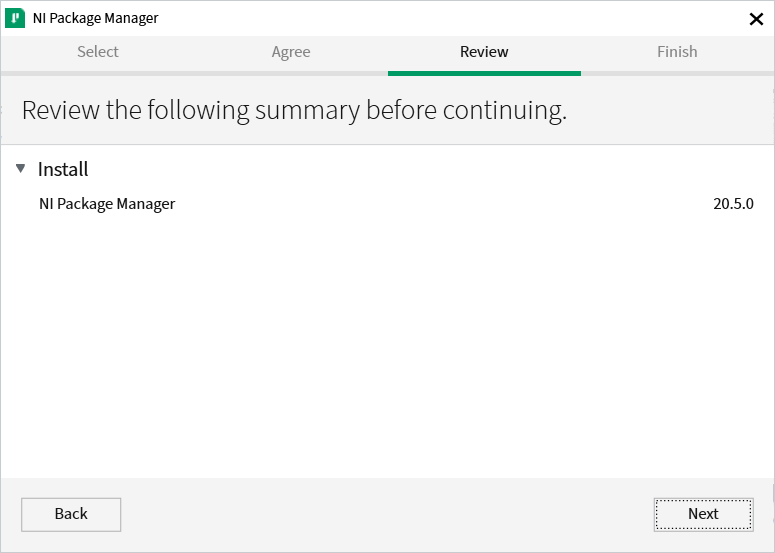 NI Package Manager
Select Agree Review Finish
Review the following summary before continuing.
Install
NI Package Manager 20.5.0
Back Next